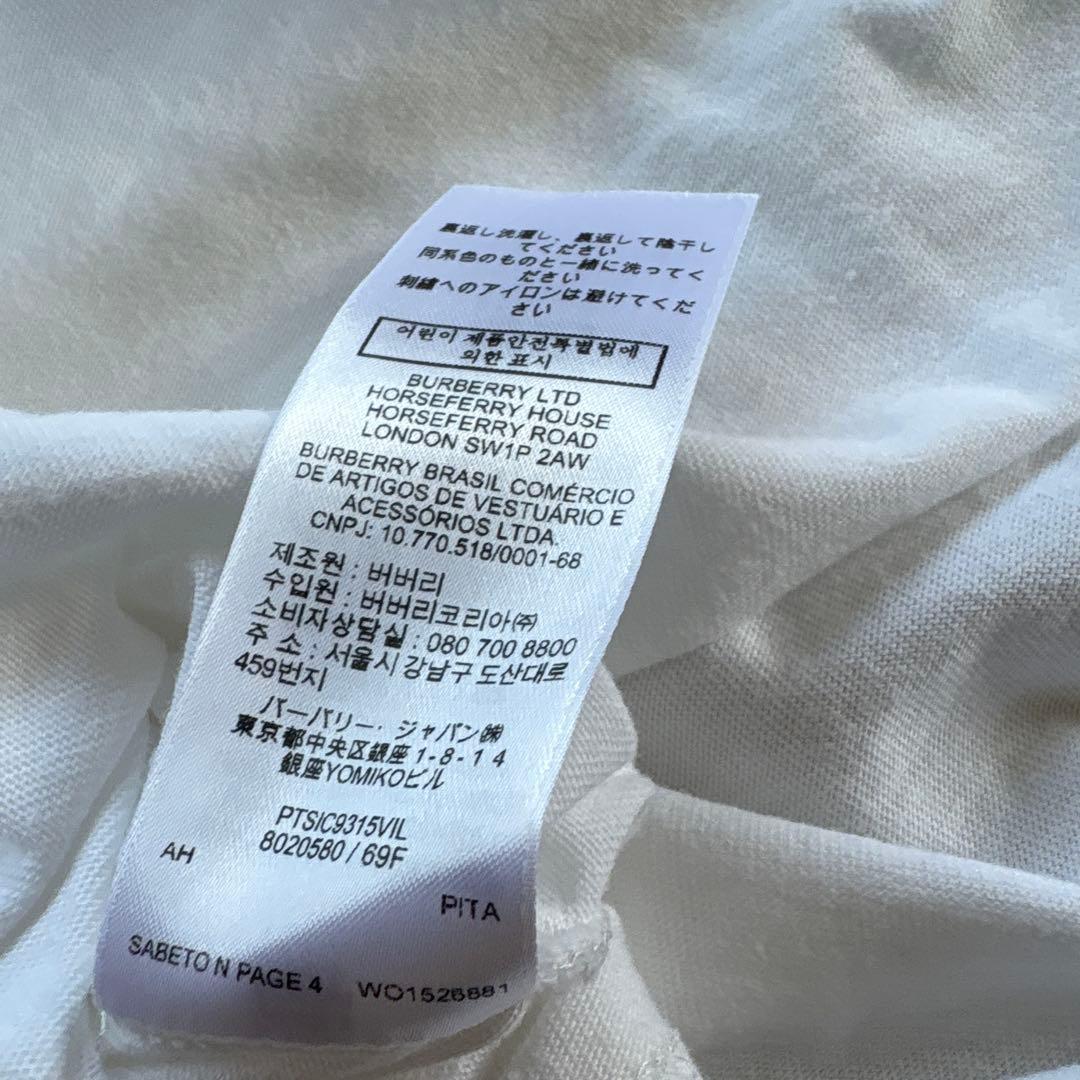 裏返し洗濯し、裏返して陰干し
てください
同系色のものと一緒に洗ってく
ださい
刺繍へのアイロンは避けてくだ
さい
어린이 제품안전특별법에
의한 표시
BURBERRY LTD
HORSEFERRY HOUSE
HORSEFERRY ROAD
LONDON SW1P 2AW
BURBERRY BRASIL COMÉRCIO
DE ARTIGOS DE VESTUÁRIO E
ACESSÓRIOS LTDA.
CNPJ: 10.770.518/0001-68
제조원 : 버버리
수입원 : 버버리코리아㈜
소비자상담실 : 080 700 8800
주 소 : 서울시 강남구 도산대로
459번지
バーバリー・ジャパン㈱
東京都中央区銀座1-8-14
銀座YOMIKOビル
PTSIC9315VIL
8020580 / 69F
AH
PITA
SABETO N PAGE 4 WO1526881